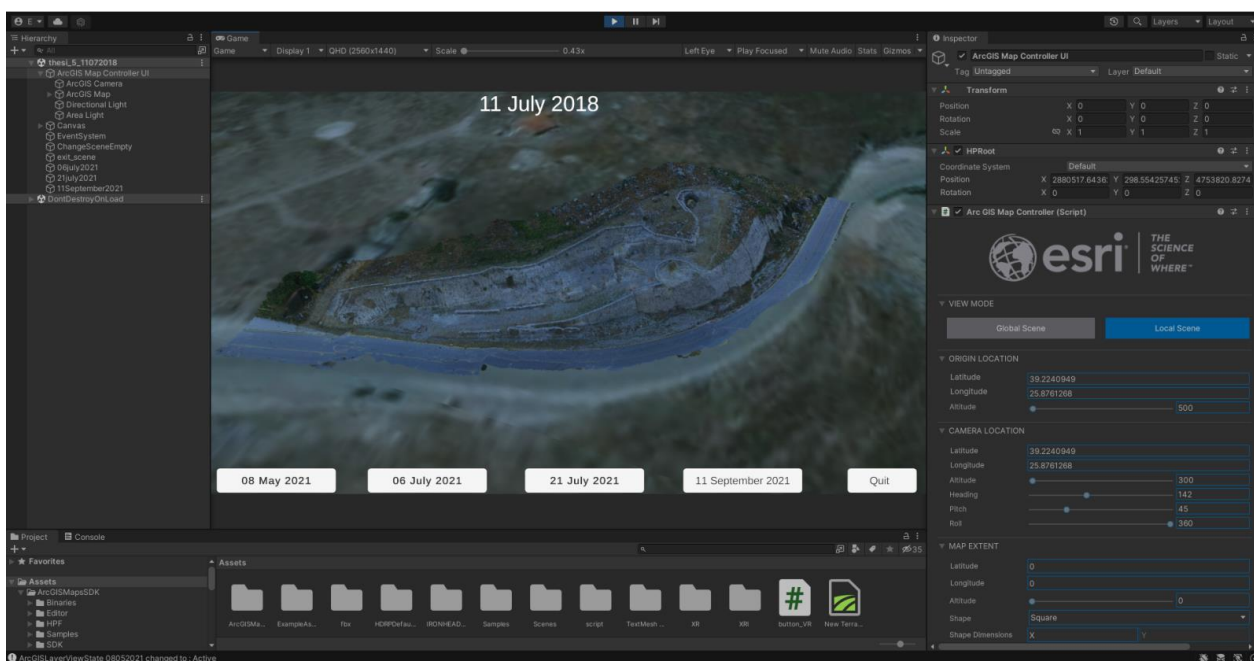 E
Layers
Layout
Hierarchy
All
thesi_5_11072018
ArcGIS Map Controller UI
ArcGIS Camera
ArcGIS Map
Directional Light
Area Light
Canvas
EventSystem
ChangeSceneEmpty
exit_scene
06july2021
21july2021
11September2021
DontDestroyOnLoad
Game
Game Display 1 QHD (2560x1440) Scale 0.43x Left Eye Play Focused Mute Audio Stats Gizmos
11 July 2018
08 May 2021 06 July 2021 21 July 2021 11 September 2021 Quit
Inspector
ArcGIS Map Controller UI Static
Tag Untagged Layer Default
Transform
Position X 0 Y 0 Z 0
Rotation X 0 Y 0 Z 0
Scale X 1 Y 1 Z 1
HPRoot
Coordinate System Default
Position X 2880517.6436 Y 298.55425745 Z 4753820.8274
Rotation X 0 Y 0 Z 0
# Arc GIS Map Controller (Script)
esri THE
SCIENCE
OF
WHERE™
VIEW MODE
Global Scene Local Scene
ORIGIN LOCATION
Latitude 39.2240949
Longitude 25.8761268
Altitude 500
CAMERA LOCATION
Latitude 39.2240949
Longitude 25.8761268
Altitude 300
Heading 142
Pitch 45
Roll 360
MAP EXTENT
Latitude 0
Longitude 0
Altitude 0
Shape Square
Shape Dimensions X Y
Project Console
35
Favorites
Assets
ArcGISMapsSDK
Binaries
Editor
HPF
Samples
SDK
Assets
ArcGISMa... ExampleAs... fbx HDRPDefau... IRONHEAD... Samples Scenes script TextMesh ... XR XRI button_VR New Terra...
ArcGISLayerViewState 08052021 changed to : Active